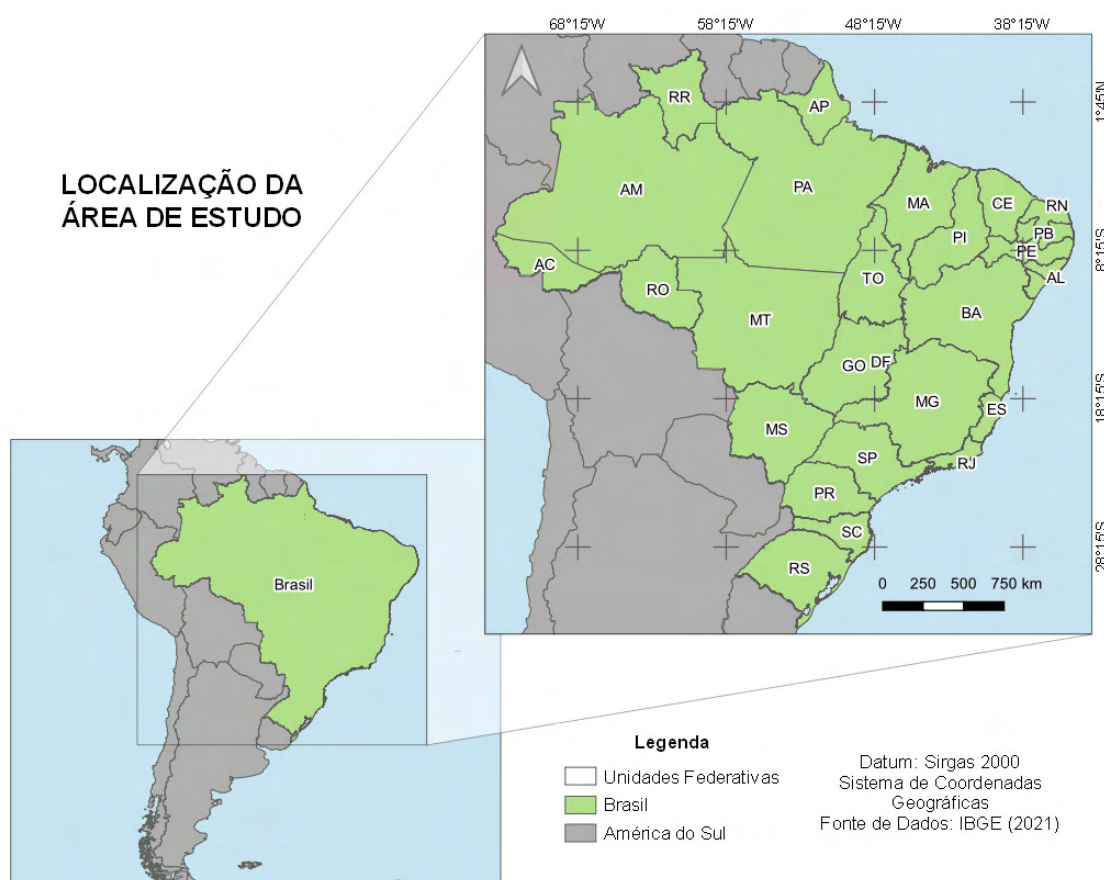 68°15'W 58°15'W 48°15'W 38°15'W
LOCALIZAÇÃO DA
ÁREA DE ESTUDO
RR
AP
1°45'N
AM
PA
MA
CE
RN
PI
PB
PE
8°15'S
AC
TO
AL
RO
BA
MT
GO
DF
18°15'S
MG
ES
MS
SP
RJ
PR
SC
28°15'S
RS
0 250 500 750 km
Brasil
Legenda
Unidades Federativas
Brasil
América do Sul
Datum: Sirgas 2000
Sistema de Coordenadas
Geográficas
Fonte de Dados: IBGE (2021)